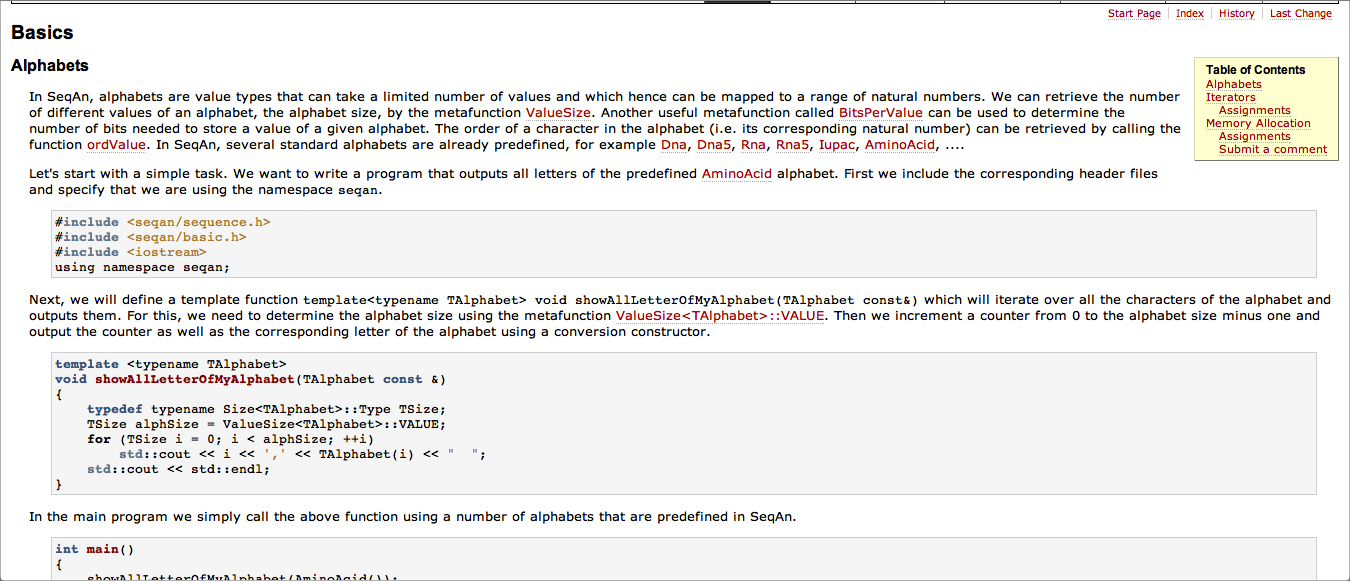 Start Page Index History Last Change
Basics
Alphabets
Table of Contents
Alphabets
Iterators
Assignments
Memory Allocation
Assignments
Submit a comment
In SeqAn, alphabets are value types that can take a limited number of values and which hence can be mapped to a range of natural numbers. We can retrieve the number
of different values of an alphabet, the alphabet size, by the metafunction ValueSize. Another useful metafunction called BitsPerValue can be used to determine the
number of bits needed to store a value of a given alphabet. The order of a character in the alphabet (i.e. its corresponding natural number) can be retrieved by calling the
function ordValue. In SeqAn, several standard alphabets are already predefined, for example Dna, Dna5, Rna, Rna5, Iupac, AminoAcid, ....
Let's start with a simple task. We want to write a program that outputs all letters of the predefined AminoAcid alphabet. First we include the corresponding header files
and specify that we are using the namespace seqan.
#include <seqan/sequence.h>
#include <seqan/basic.h>
#include <iostream>
using namespace seqan;
Next, we will define a template function template<typename TAlphabet> void showAllLetterOfMyAlphabet(TAlphabet const&) which will iterate over all the characters of the alphabet and
outputs them. For this, we need to determine the alphabet size using the metafunction ValueSize<TAlphabet>::VALUE. Then we increment a counter from 0 to the alphabet size minus one and
output the counter as well as the corresponding letter of the alphabet using a conversion constructor.
template <typename TAlphabet>
void showAllLetterOfMyAlphabet(TAlphabet const &)
{
    typedef typename Size<TAlphabet>::Type TSize;
    TSize alphSize = ValueSize<TAlphabet>::VALUE;
    for (TSize i = 0; i < alphSize; ++i)
        std::cout << i << ',' << TAlphabet(i) << "  ";
    std::cout << std::endl;
}
In the main program we simply call the above function using a number of alphabets that are predefined in SeqAn.
int main()
{
    showAllLetterOfMyAlphabet(AminoAcid());